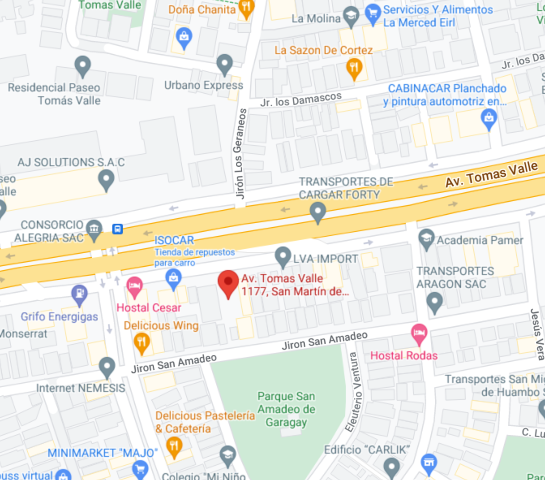 Tomas Valle
Doña Chanita
La Molina
Servicios Y Alimentos
La Merced Eirl
La Sazon De Cortez
Residencial Paseo
Tomás Valle
Urbano Express
Jr. los Damascos
Jr. los Damascos
CABINACAR Planchado
y pintura automotriz en...
Jirón Los Geraneos
AJ SOLUTIONS S.A.C
Av. Tomas Valle
TRANSPORTES DE
CARGAR FORTY
CONSORCIO
ALEGRIA SAC
ISOCAR
Tienda de repuestos
para carro
Academia Pamer
LVA IMPORT
Av. Tomas Valle
1177, San Martín de...
TRANSPORTES
ARAGON SAC
Hostal Cesar
Grifo Energigas
Delicious Wing
Monserrat
Jiron San Amadeo
Jiron San Amadeo
Hostal Rodas
Jesús Vera
Eleuterio Ventura
Internet NEMESIS
Parque San
Amadeo de
Garagay
Transportes San Mi
de Huambo S
Delicious Pastelería
& Cafetería
MINIMARKET "MAJO"
Edificio "CARLIK"
C. Lu
Colegio "Mi Niño
puss virtual
Parq